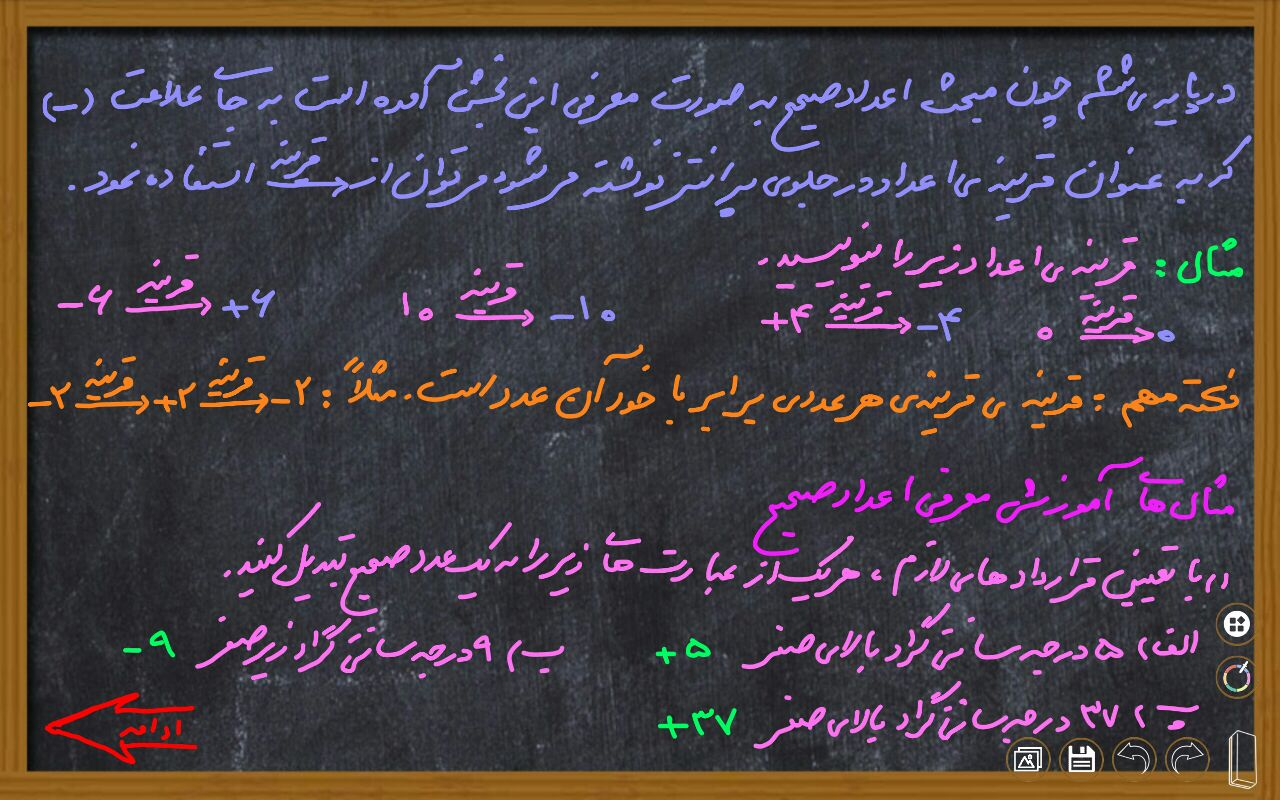 در پایه ی ششم چون مبحث اعداد صحیح به صورت معرفی این بخش آمده است به جای علامت (-)
که به عنوان قرینه ی اعداد در جلوی پرانتز نوشته می شود می توان از قرینه→ استفاده نمود.
مثال: قرینه ی اعداد زیر را بنویسید.
۰ قرینه→ ۰   +۴ قرینه→ -۴   ۱۰ قرینه→ -۱۰   -۶ قرینه→ +۶
نکته مهم: قرینه ی قرینه ی هر عددی برابر با خود آن عدد است. مثلاً: -۲ قرینه→ +۲ قرینه→ -۲
مثال های آموزشی معرفی اعداد صحیح
۱) با تعیین قرارداد های لازم، هریک از عبارت های زیر را به یک عدد صحیح تبدیل کنید.
الف) ۵ درجه سانتی گراد بالای صفر +۵   ب) ۹ درجه سانتی گراد زیر صفر -۹
پ) ۳۷ درجه سانتی گراد بالای صفر +۳۷
ادامه